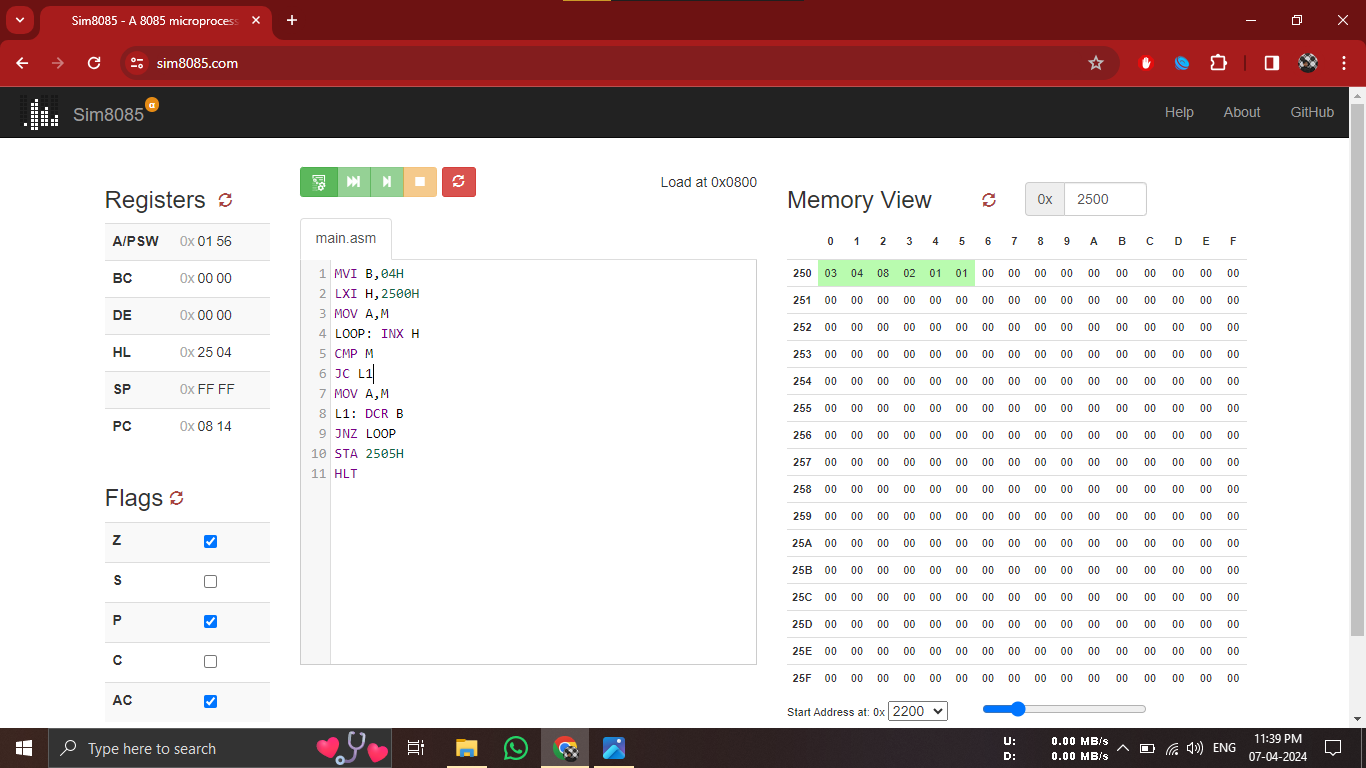 Sim8085 - A 8085 microprocess
sim8085.com
Sim8085 α
Help About GitHub
Registers
A/PSW 0x 01 56
BC 0x 00 00
DE 0x 00 00
HL 0x 25 04
SP 0x FF FF
PC 0x 08 14
Flags
Z
S
P
C
AC
Load at 0x0800
main.asm
1 MVI B,04H
2 LXI H,2500H
3 MOV A,M
4 LOOP: INX H
5 CMP M
6 JC L1
7 MOV A,M
8 L1: DCR B
9 JNZ LOOP
10 STA 2505H
11 HLT
Memory View 0x 2500
0 1 2 3 4 5 6 7 8 9 A B C D E F
250 03 04 08 02 01 01 00 00 00 00 00 00 00 00 00 00
251 00 00 00 00 00 00 00 00 00 00 00 00 00 00 00 00
252 00 00 00 00 00 00 00 00 00 00 00 00 00 00 00 00
253 00 00 00 00 00 00 00 00 00 00 00 00 00 00 00 00
254 00 00 00 00 00 00 00 00 00 00 00 00 00 00 00 00
255 00 00 00 00 00 00 00 00 00 00 00 00 00 00 00 00
256 00 00 00 00 00 00 00 00 00 00 00 00 00 00 00 00
257 00 00 00 00 00 00 00 00 00 00 00 00 00 00 00 00
258 00 00 00 00 00 00 00 00 00 00 00 00 00 00 00 00
259 00 00 00 00 00 00 00 00 00 00 00 00 00 00 00 00
25A 00 00 00 00 00 00 00 00 00 00 00 00 00 00 00 00
25B 00 00 00 00 00 00 00 00 00 00 00 00 00 00 00 00
25C 00 00 00 00 00 00 00 00 00 00 00 00 00 00 00 00
25D 00 00 00 00 00 00 00 00 00 00 00 00 00 00 00 00
25E 00 00 00 00 00 00 00 00 00 00 00 00 00 00 00 00
25F 00 00 00 00 00 00 00 00 00 00 00 00 00 00 00 00
Start Address at: 0x 2200
Type here to search
U: 0.00 MB/s
D: 0.00 MB/s
ENG
11:39 PM
07-04-2024